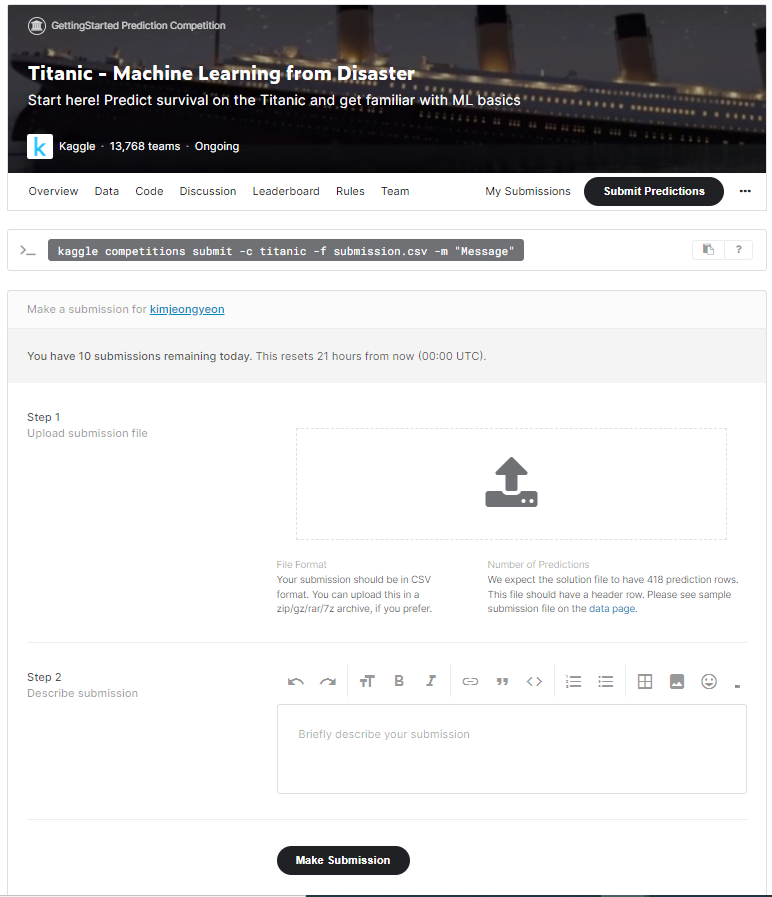 GettingStarted Prediction Competition
Titanic - Machine Learning from Disaster
Start here! Predict survival on the Titanic and get familiar with ML basics
k
Kaggle · 13,768 teams · Ongoing
Overview Data Code Discussion Leaderboard Rules Team My Submissions Submit Predictions
>_ kaggle competitions submit -c titanic -f submission.csv -m "Message" ?
Make a submission for kimjeongyeon
You have 10 submissions remaining today. This resets 21 hours from now (00:00 UTC).
Step 1
Upload submission file
File Format
Your submission should be in CSV
format. You can upload this in a
zip/gz/rar/7z archive, if you prefer.
Number of Predictions
We expect the solution file to have 418 prediction rows.
This file should have a header row. Please see sample
submission file on the data page.
Step 2
Describe submission
Briefly describe your submission
Make Submission